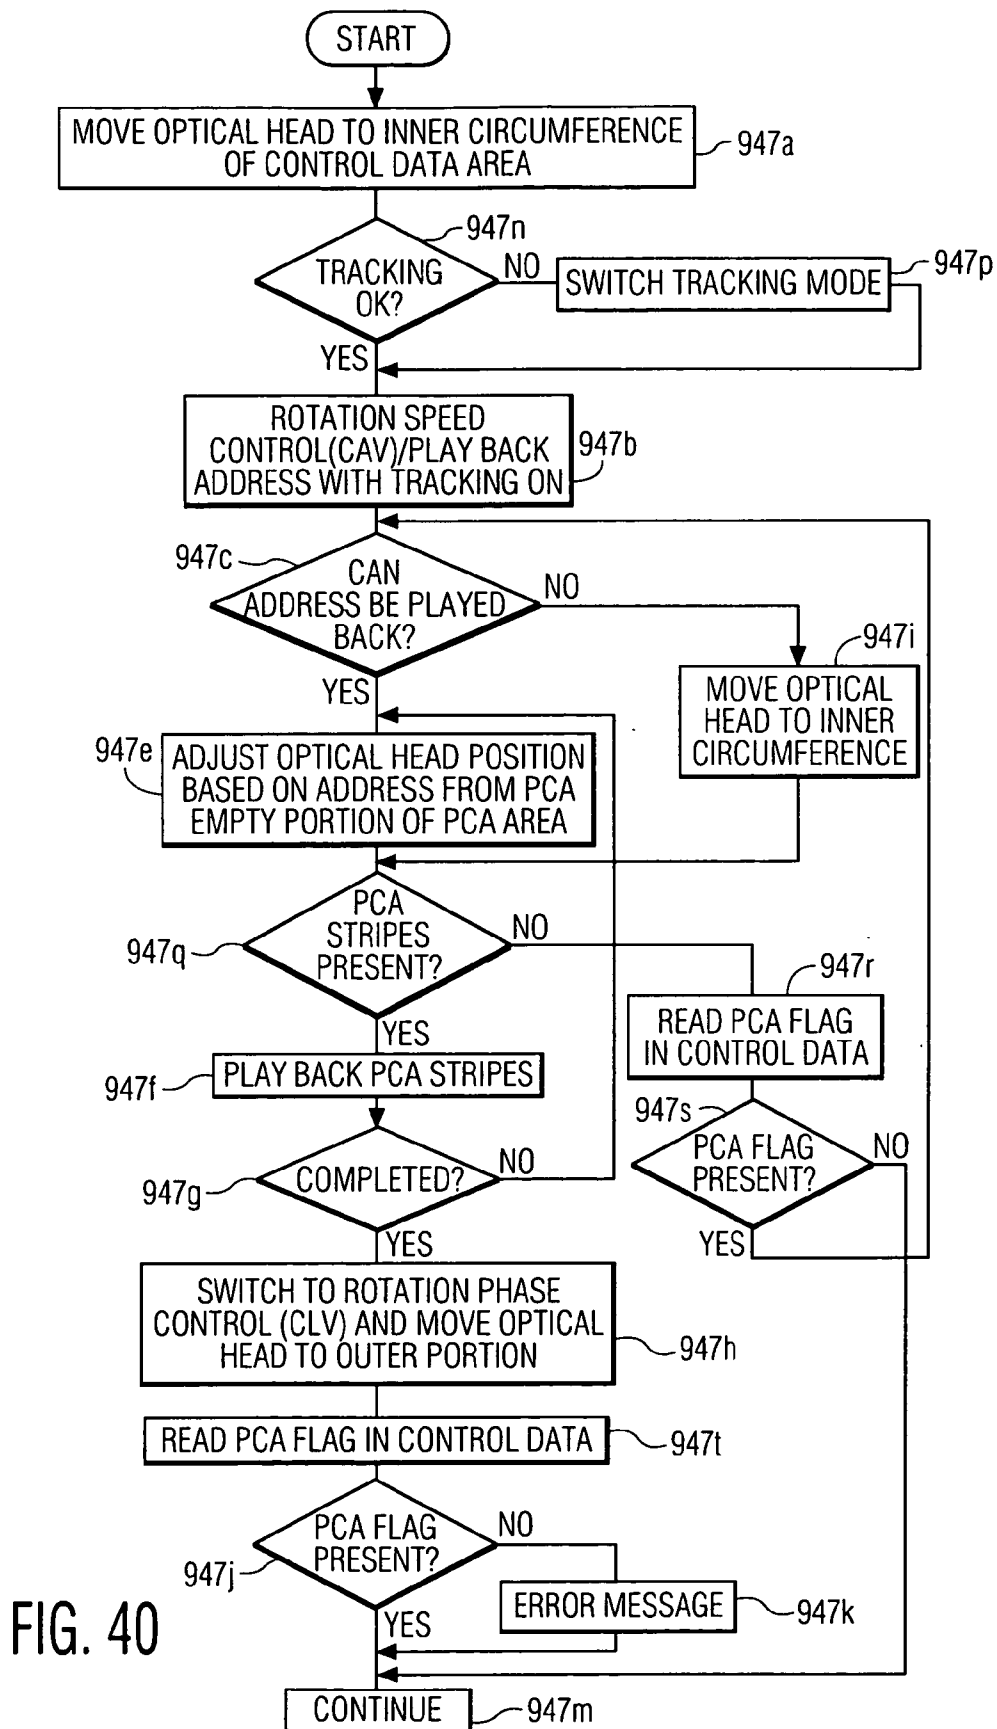 START
MOVE OPTICAL HEAD TO INNER CIRCUMFERENCE
OF CONTROL DATA AREA
947a
947n
TRACKING
OK?
NO
SWITCH TRACKING MODE
947p
YES
ROTATION SPEED
CONTROL(CAV)/PLAY BACK
ADDRESS WITH TRACKING ON
947b
947c
CAN
ADDRESS BE PLAYED
BACK?
NO
YES
947i
MOVE OPTICAL
HEAD TO INNER
CIRCUMFERENCE
947e
ADJUST OPTICAL HEAD POSITION
BASED ON ADDRESS FROM PCA
EMPTY PORTION OF PCA AREA
PCA
STRIPES
PRESENT?
947q
NO
YES
947r
READ PCA FLAG
IN CONTROL DATA
947f
PLAY BACK PCA STRIPES
947s
PCA FLAG
PRESENT?
NO
YES
COMPLETED?
NO
947g
YES
SWITCH TO ROTATION PHASE
CONTROL (CLV) AND MOVE OPTICAL
HEAD TO OUTER PORTION
947h
READ PCA FLAG IN CONTROL DATA
947t
PCA FLAG
PRESENT?
NO
947j
ERROR MESSAGE
947k
YES
FIG. 40
CONTINUE
947m